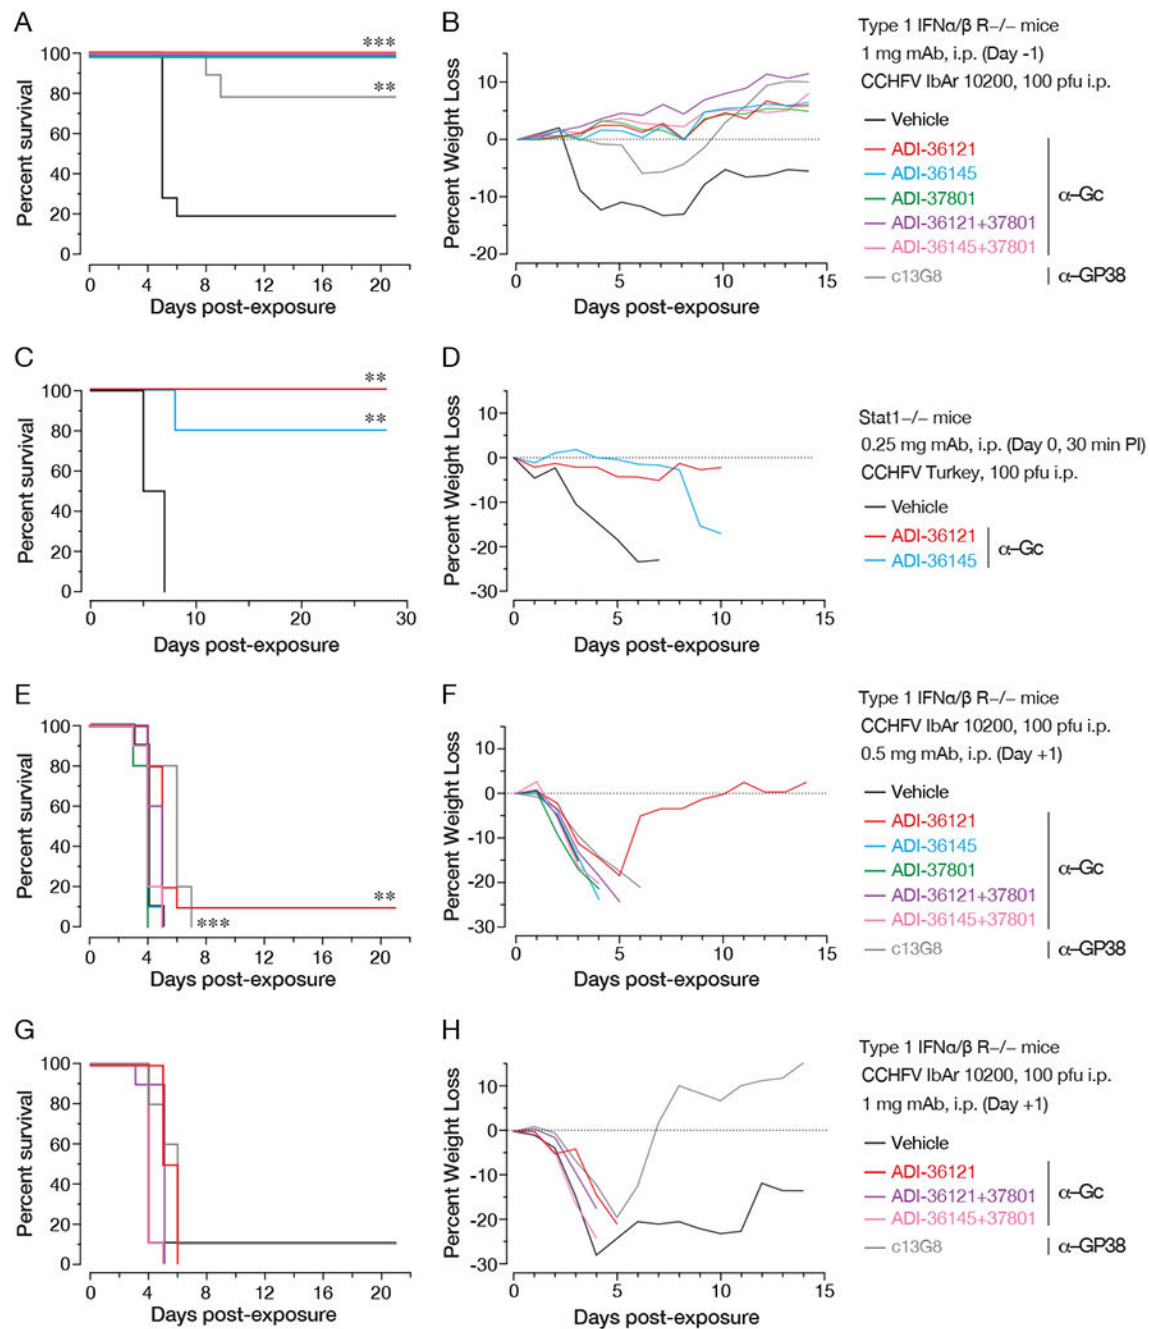 A
Percent survival
100
80
60
40
20
0
***
**
0 4 8 12 16 20
Days post-exposure
B
Percent Weight Loss
10
0
-10
-20
0 5 10 15
Days post-exposure
Type 1 IFNα/β R−/− mice
1 mg mAb, i.p. (Day -1)
CCHFV IbAr 10200, 100 pfu i.p.
Vehicle
ADI-36121
ADI-36145
ADI-37801
ADI-36121+37801
ADI-36145+37801
α−Gc
c13G8
α−GP38
C
Percent survival
100
80
60
40
20
0
**
**
0 10 20 30
Days post-exposure
D
Percent Weight Loss
10
0
-10
-20
-30
0 5 10 15
Days post-exposure
Stat1−/− mice
0.25 mg mAb, i.p. (Day 0, 30 min PI)
CCHFV Turkey, 100 pfu i.p.
Vehicle
ADI-36121
ADI-36145
α−Gc
E
Percent survival
100
80
60
40
20
0
**
***
0 4 8 12 16 20
Days post-exposure
F
Percent Weight Loss
10
0
-10
-20
-30
0 5 10 15
Days post-exposure
Type 1 IFNα/β R−/− mice
CCHFV IbAr 10200, 100 pfu i.p.
0.5 mg mAb, i.p. (Day +1)
Vehicle
ADI-36121
ADI-36145
ADI-37801
ADI-36121+37801
ADI-36145+37801
α−Gc
c13G8
α−GP38
G
Percent survival
100
80
60
40
20
0
0 4 8 12 16 20
Days post-exposure
H
Percent Weight Loss
10
0
-10
-20
-30
0 5 10 15
Days post-exposure
Type 1 IFNα/β R−/− mice
CCHFV IbAr 10200, 100 pfu i.p.
1 mg mAb, i.p. (Day +1)
Vehicle
ADI-36121
ADI-36121+37801
ADI-36145+37801
α−Gc
c13G8
α−GP38